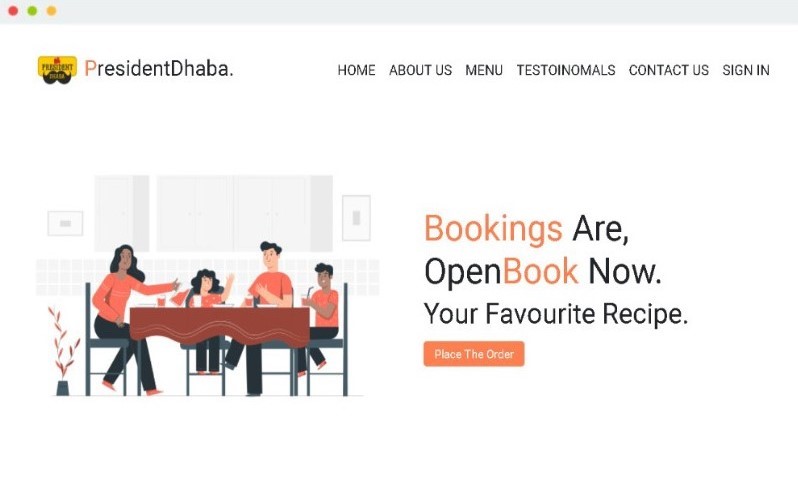 PRESIDENT
DHABA
PresidentDhaba.
HOME ABOUT US MENU TESTOINOMALS CONTACT US SIGN IN
Bookings Are,
OpenBook Now.
Your Favourite Recipe.
Place The Order